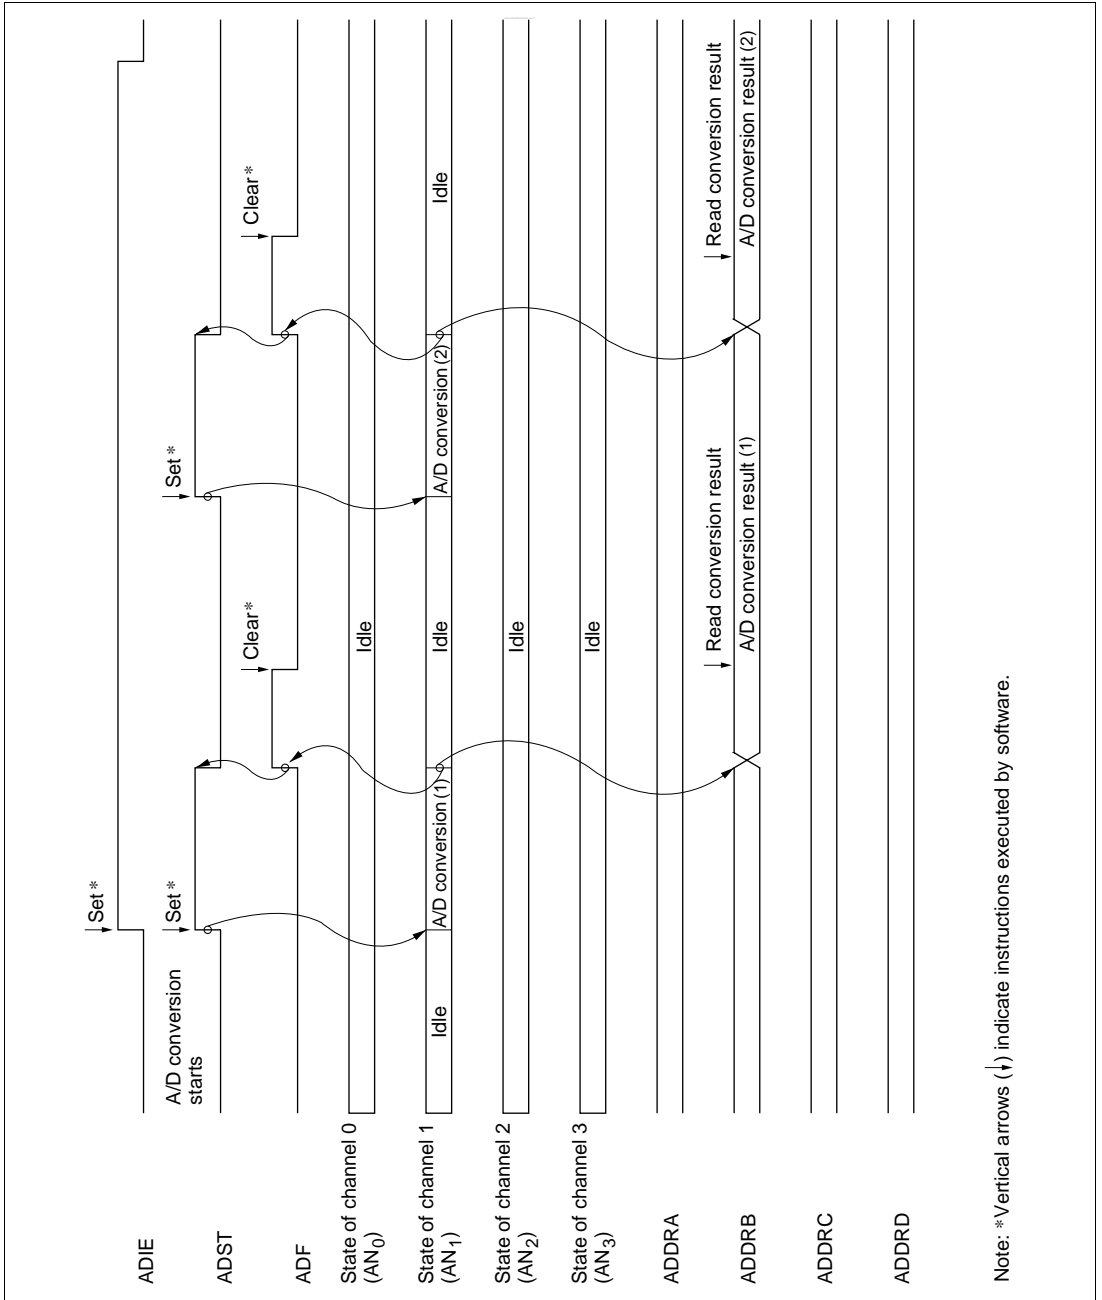 Set *
ADIE
A/D conversion
starts
Set *
Set *
ADST
Clear *
Clear *
ADF
State of channel 0
(AN0)
Idle
State of channel 1
(AN1)
Idle
A/D conversion (1)
Idle
A/D conversion (2)
Idle
State of channel 2
(AN2)
Idle
State of channel 3
(AN3)
Idle
ADDRA
Read conversion result
Read conversion result
ADDRB
A/D conversion result (1)
A/D conversion result (2)
ADDRC
ADDRD
Note: * Vertical arrows (↓) indicate instructions executed by software.